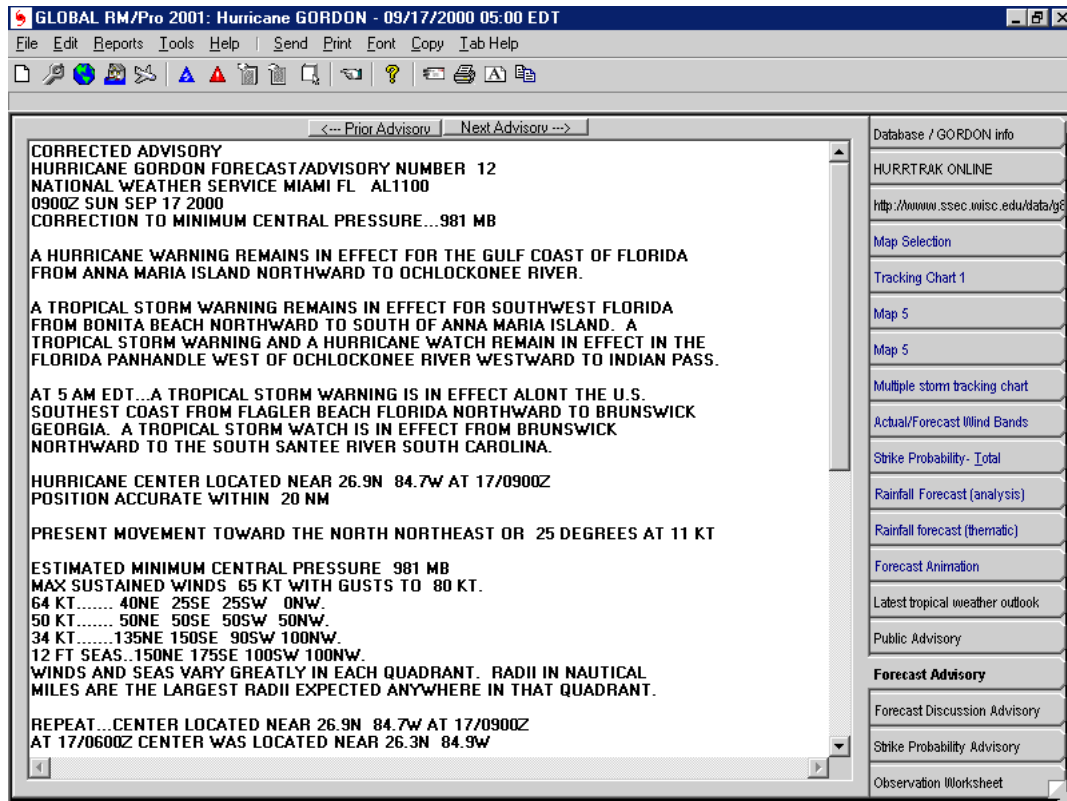 GLOBAL RM/Pro 2001: Hurricane GORDON - 09/17/2000 05:00 EDT
File Edit Reports Tools Help | Send Print Font Copy Tab Help
<--- Prior Advisory Next Advisory --->
CORRECTED ADVISORY
HURRICANE GORDON FORECAST/ADVISORY NUMBER 12
NATIONAL WEATHER SERVICE MIAMI FL AL1100
0900Z SUN SEP 17 2000
CORRECTION TO MINIMUM CENTRAL PRESSURE...981 MB
A HURRICANE WARNING REMAINS IN EFFECT FOR THE GULF COAST OF FLORIDA
FROM ANNA MARIA ISLAND NORTHWARD TO OCHLOCKONEE RIVER.
A TROPICAL STORM WARNING REMAINS IN EFFECT FOR SOUTHWEST FLORIDA
FROM BONITA BEACH NORTHWARD TO SOUTH OF ANNA MARIA ISLAND. A
TROPICAL STORM WARNING AND A HURRICANE WATCH REMAIN IN EFFECT IN THE
FLORIDA PANHANDLE WEST OF OCHLOCKONEE RIVER WESTWARD TO INDIAN PASS.
AT 5 AM EDT...A TROPICAL STORM WARNING IS IN EFFECT ALONT THE U.S.
SOUTHEST COAST FROM FLAGLER BEACH FLORIDA NORTHWARD TO BRUNSWICK
GEORGIA. A TROPICAL STORM WATCH IS IN EFFECT FROM BRUNSWICK
NORTHWARD TO THE SOUTH SANTEE RIVER SOUTH CAROLINA.
HURRICANE CENTER LOCATED NEAR 26.9N 84.7W AT 17/0900Z
POSITION ACCURATE WITHIN 20 NM
PRESENT MOVEMENT TOWARD THE NORTH NORTHEAST OR 25 DEGREES AT 11 KT
ESTIMATED MINIMUM CENTRAL PRESSURE 981 MB
MAX SUSTAINED WINDS 65 KT WITH GUSTS TO 80 KT.
64 KT....... 40NE 25SE 25SW 0NW.
50 KT....... 50NE 50SE 50SW 50NW.
34 KT.......135NE 150SE 90SW 100NW.
12 FT SEAS..150NE 175SE 100SW 100NW.
WINDS AND SEAS VARY GREATLY IN EACH QUADRANT. RADII IN NAUTICAL
MILES ARE THE LARGEST RADII EXPECTED ANYWHERE IN THAT QUADRANT.
REPEAT...CENTER LOCATED NEAR 26.9N 84.7W AT 17/0900Z
AT 17/0600Z CENTER WAS LOCATED NEAR 26.3N 84.9W
Database / GORDON info
HURRTRAK ONLINE
http://www.ssec.wisc.edu/data/g8
Map Selection
Tracking Chart 1
Map 5
Map 5
Multiple storm tracking chart
Actual/Forecast Wind Bands
Strike Probability- Total
Rainfall Forecast (analysis)
Rainfall forecast (thematic)
Forecast Animation
Latest tropical weather outlook
Public Advisory
Forecast Advisory
Forecast Discussion Advisory
Strike Probability Advisory
Observation Worksheet